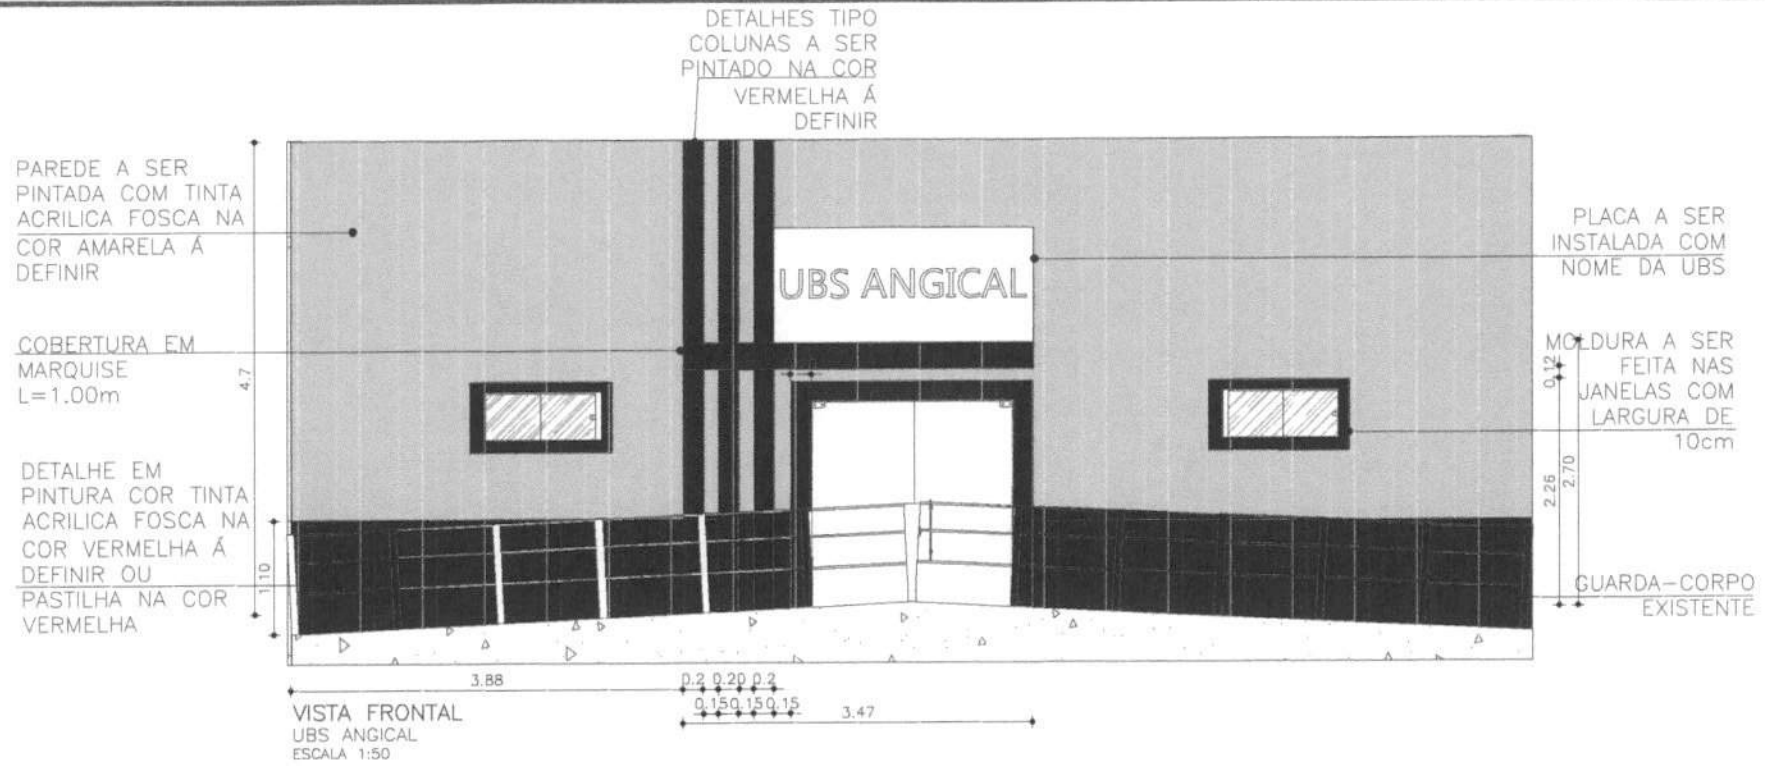 DETALHES TIPO
COLUNAS A SER
PINTADO NA COR
VERMELHA Á
DEFINIR
PAREDE A SER
PINTADA COM TINTA
ACRILICA FOSCA NA
COR AMARELA Á
DEFINIR
COBERTURA EM
MARQUISE
L=1.00m
DETALHE EM
PINTURA COR TINTA
ACRILICA FOSCA NA
COR VERMELHA Á
DEFINIR OU
PASTILHA NA COR
VERMELHA
4.7
1.10
UBS ANGICAL
PLACA A SER
INSTALADA COM
NOME DA UBS
MOLDURA A SER
FEITA NAS
JANELAS COM
LARGURA DE
10cm
0.12
2.26
2.70
GUARDA-CORPO
EXISTENTE
3.88
0.2 0.20 0.2
0.15 0.15 0.15
3.47
VISTA FRONTAL
UBS ANGICAL
ESCALA 1:50